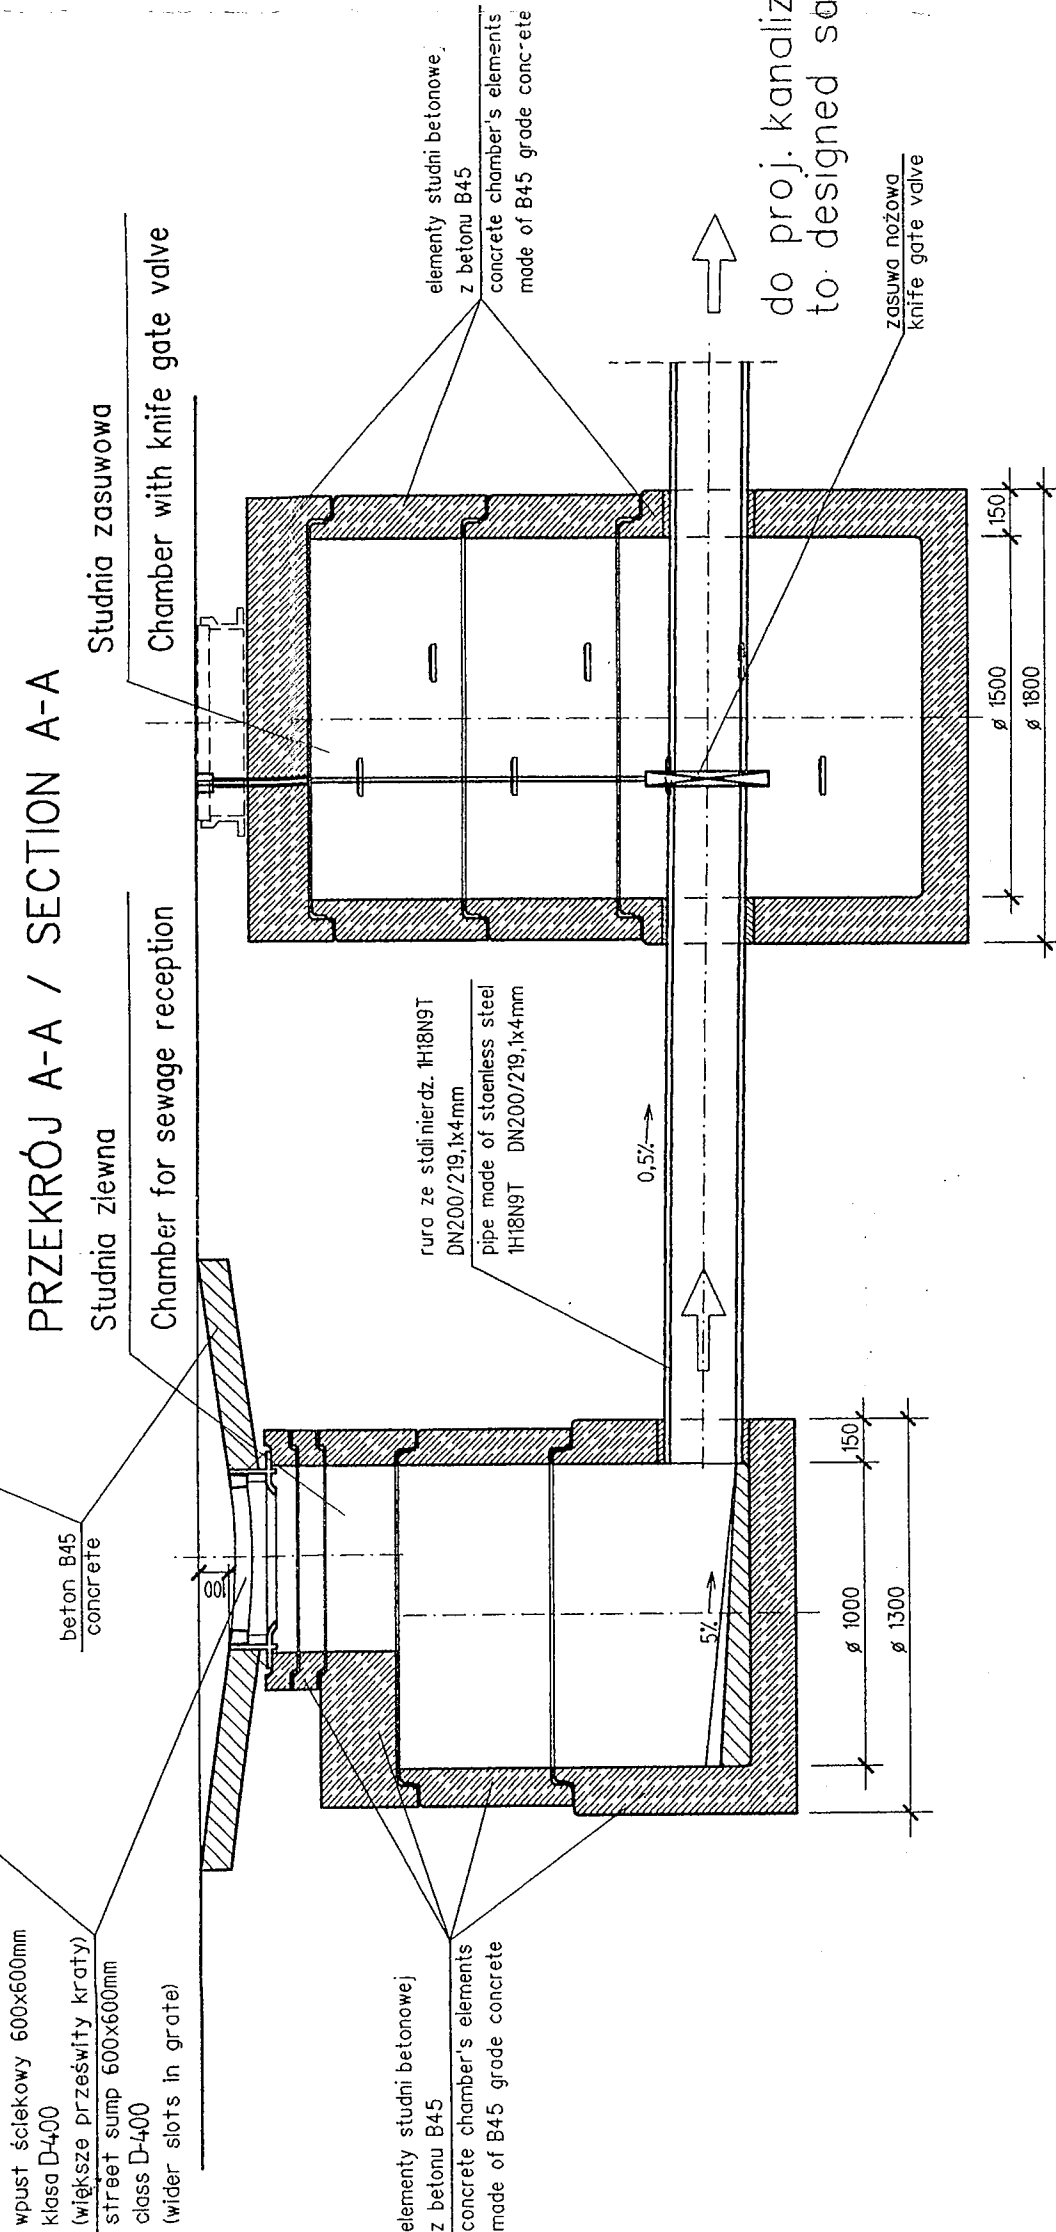 PRZEKRÓJ A-A / SECTION A-A
Studnia zlewna
Chamber for sewage reception
Studnia zasuwowa
Chamber with knife gate valve
wpust ściekowy 600x600mm
klasa D-400
(większe prześwity kraty)
street sump 600x600mm
class D-400
(wider slots in grate)
beton B45
concrete
100
elementy studni betonowej
z betonu B45
concrete chamber's elements
made of B45 grade concrete
rura ze stali nierdz. 1H18N9T
DN200/219,1x4mm
pipe made of staenless steel
1H18N9T DN200/219,1x4mm
0,5%
5%
elementy studni betonowej
z betonu B45
concrete chamber's elements
made of B45 grade concrete
do proj. kanaliz
to designed sa
zasuwa nożowa
knife gate valve
ø 1000
150
ø 1300
ø 1500
150
ø 1800